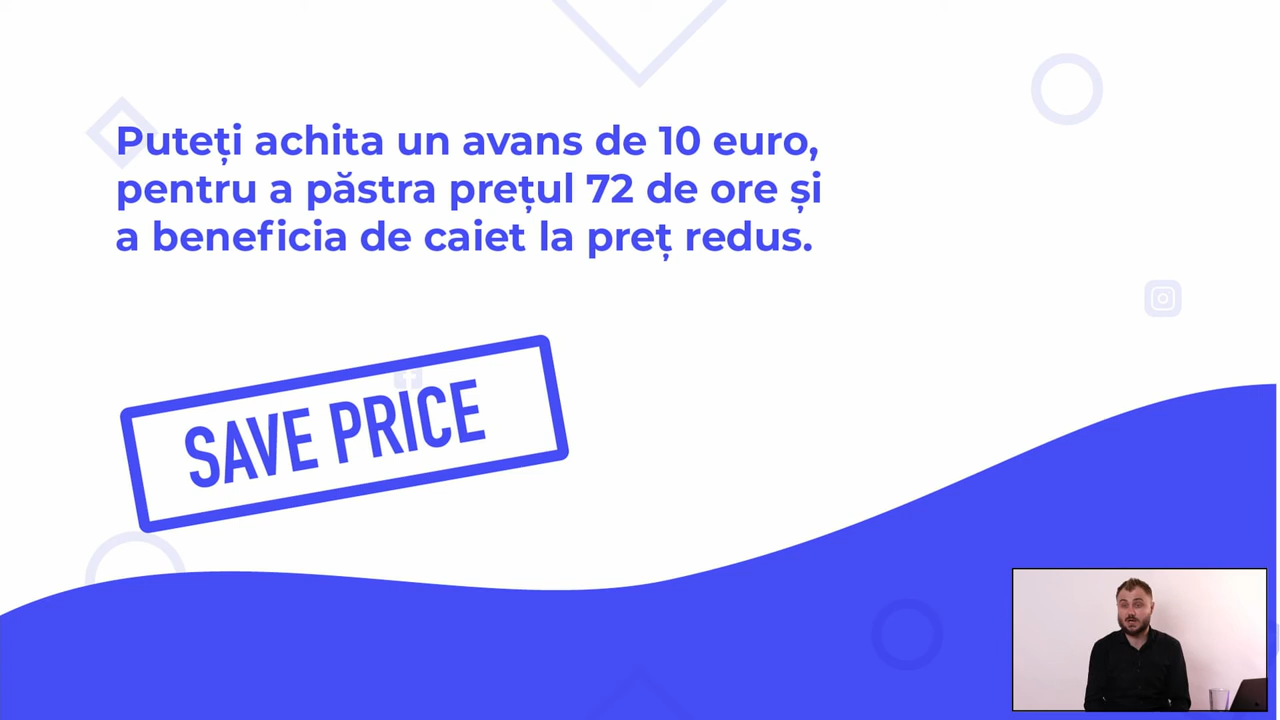 Puteți achita un avans de 10 euro,
pentru a păstra prețul 72 de ore și
a beneficia de caiet la preț redus.
SAVE PRICE